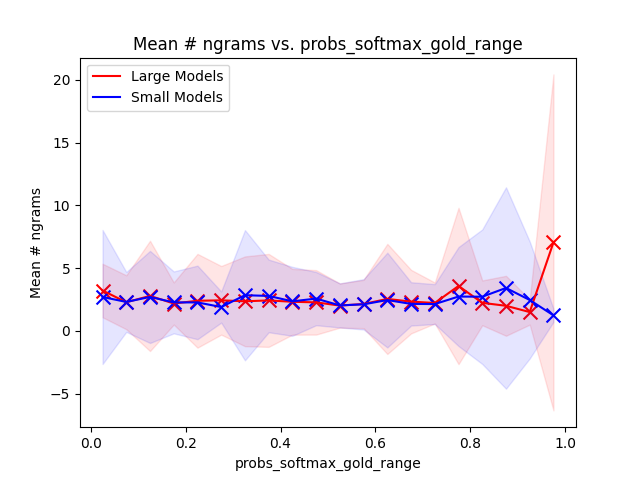 Mean # ngrams vs. probs_softmax_gold_range
Large Models
Small Models
20
15
10
5
0
−5
Mean # ngrams
0.0 0.2 0.4 0.6 0.8 1.0
probs_softmax_gold_range